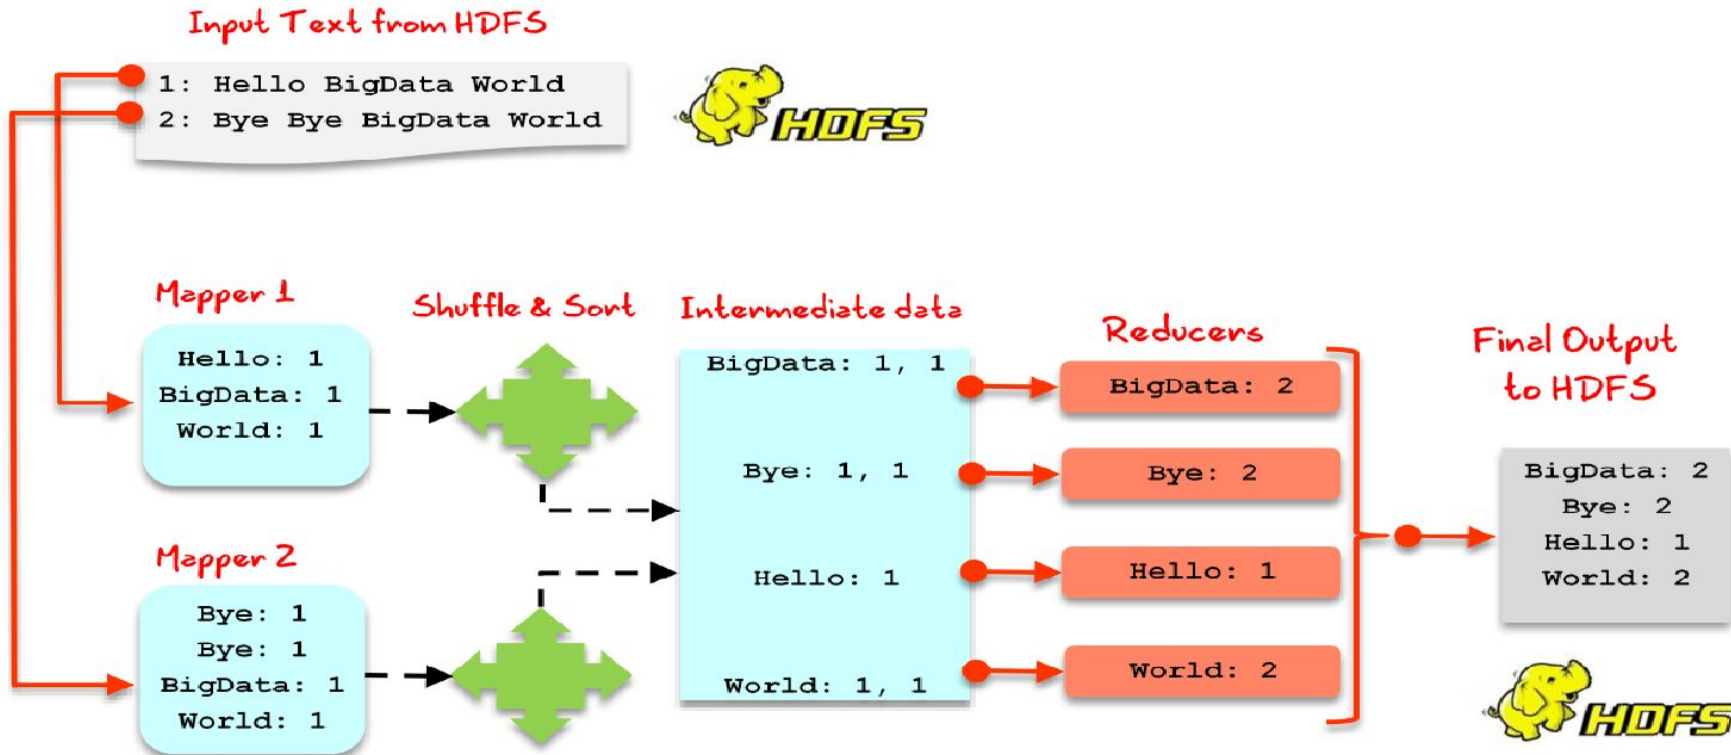 Input Text from HDFS
1: Hello BigData World
2: Bye Bye BigData World
HDFS
Mapper 1
Hello: 1
BigData: 1
World: 1
Shuffle & Sort
Intermediate data
BigData: 1, 1
Bye: 1, 1
Hello: 1
World: 1, 1
Reducers
BigData: 2
Bye: 2
Hello: 1
World: 2
Final Output
to HDFS
BigData: 2
Bye: 2
Hello: 1
World: 2
Mapper 2
Bye: 1
Bye: 1
BigData: 1
World: 1
HDFS